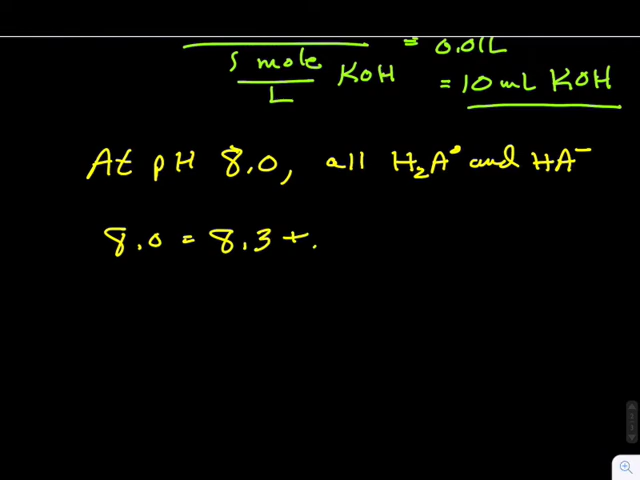 = 0.01L
5 mole KOH
L
= 10 mL KOH
At pH 8.0, all H₂A° and HA⁻
8.0 = 8.3 +